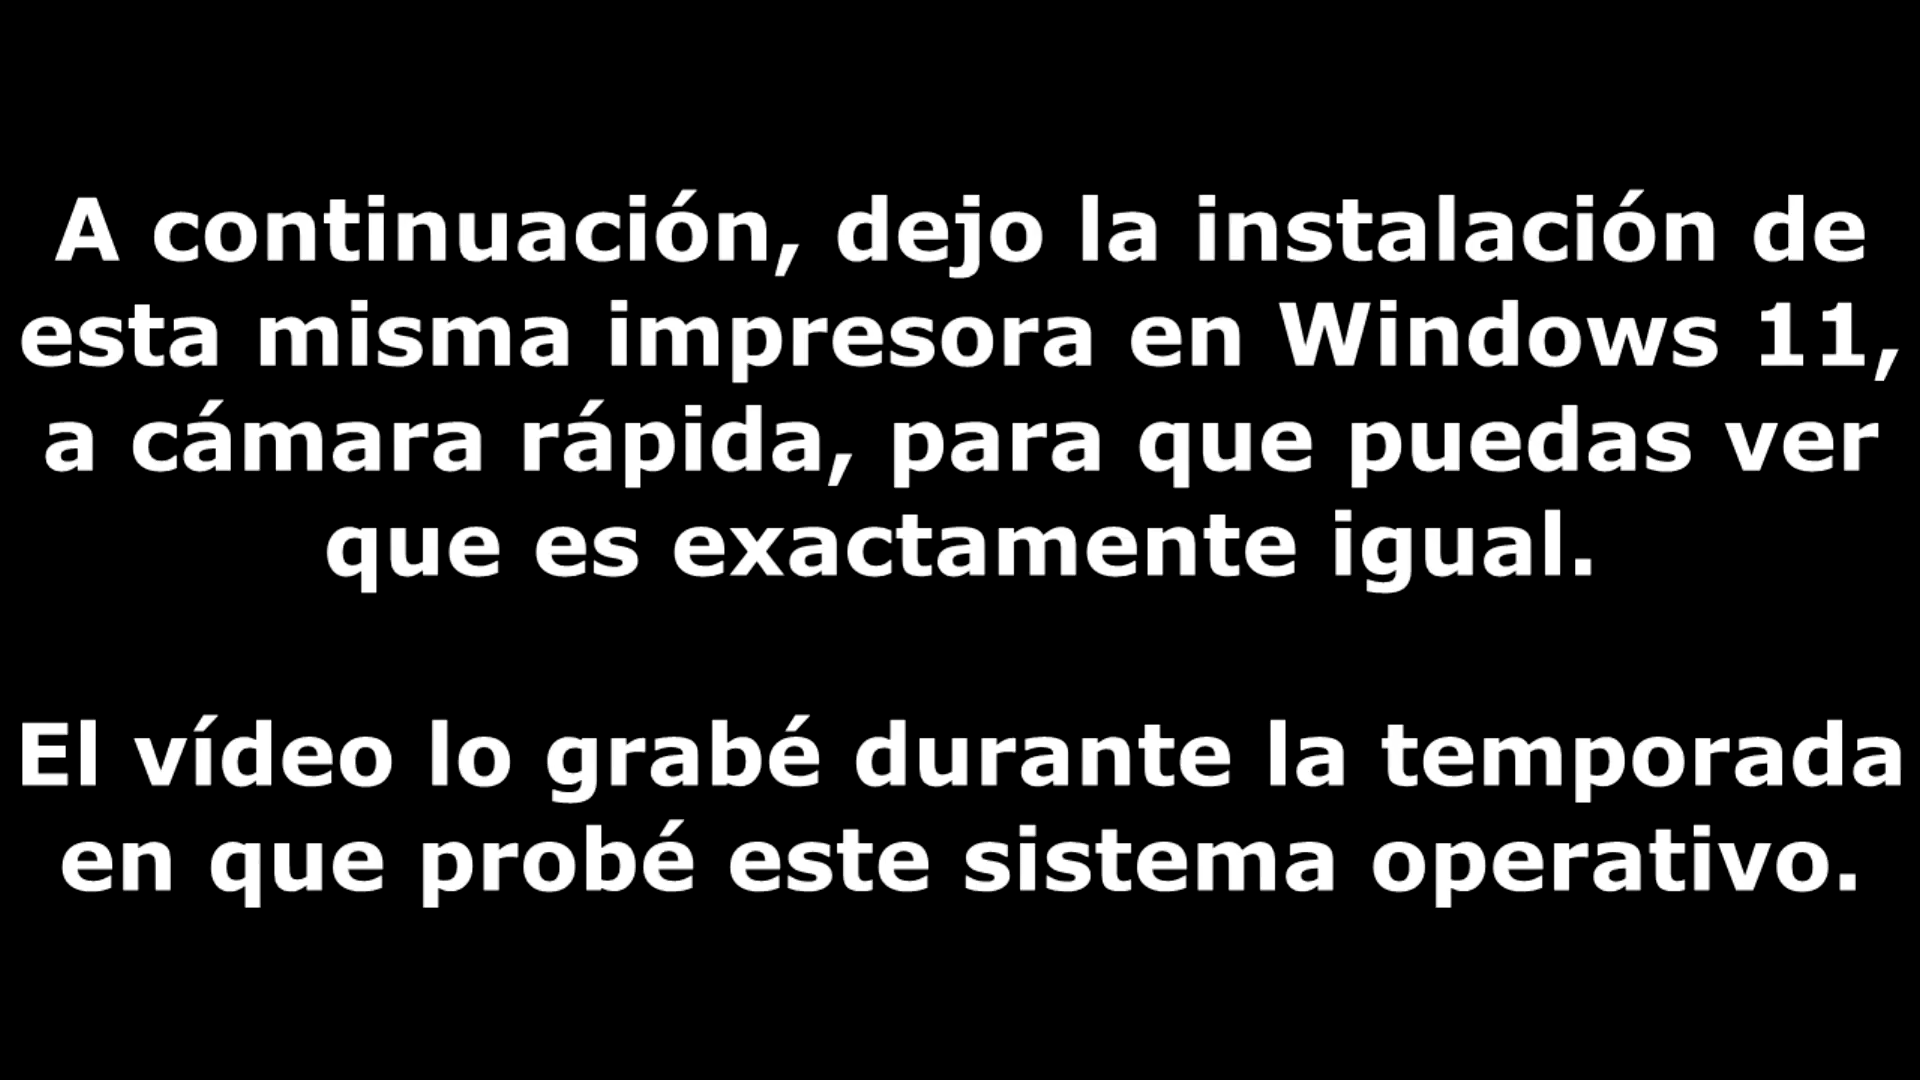 A continuación, dejo la instalación de
esta misma impresora en Windows 11,
a cámara rápida, para que puedas ver
que es exactamente igual.
El vídeo lo grabé durante la temporada
en que probé este sistema operativo.